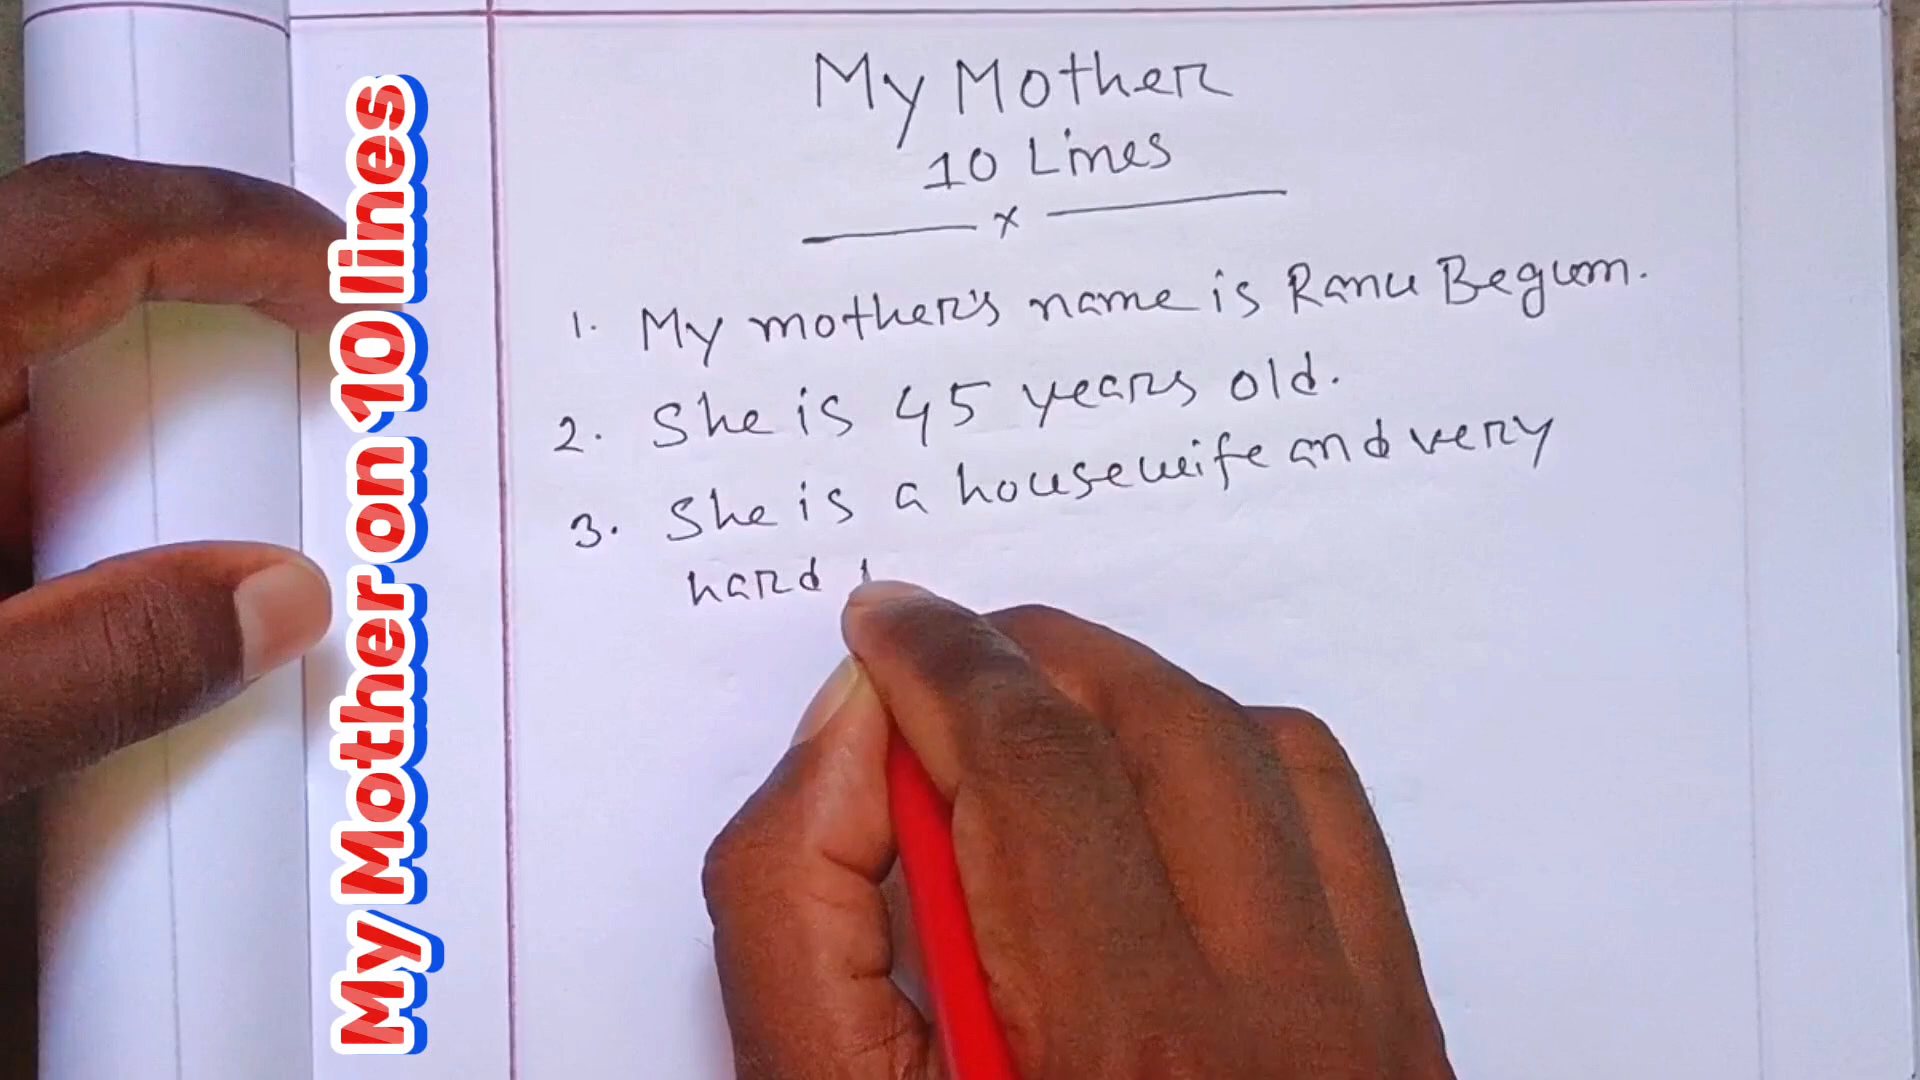 My Mother on 10 lines
My Mother
10 Lines
x
1. My mother's name is Ranu Begum.
2. She is 45 years old.
3. She is a housewife and very
hard